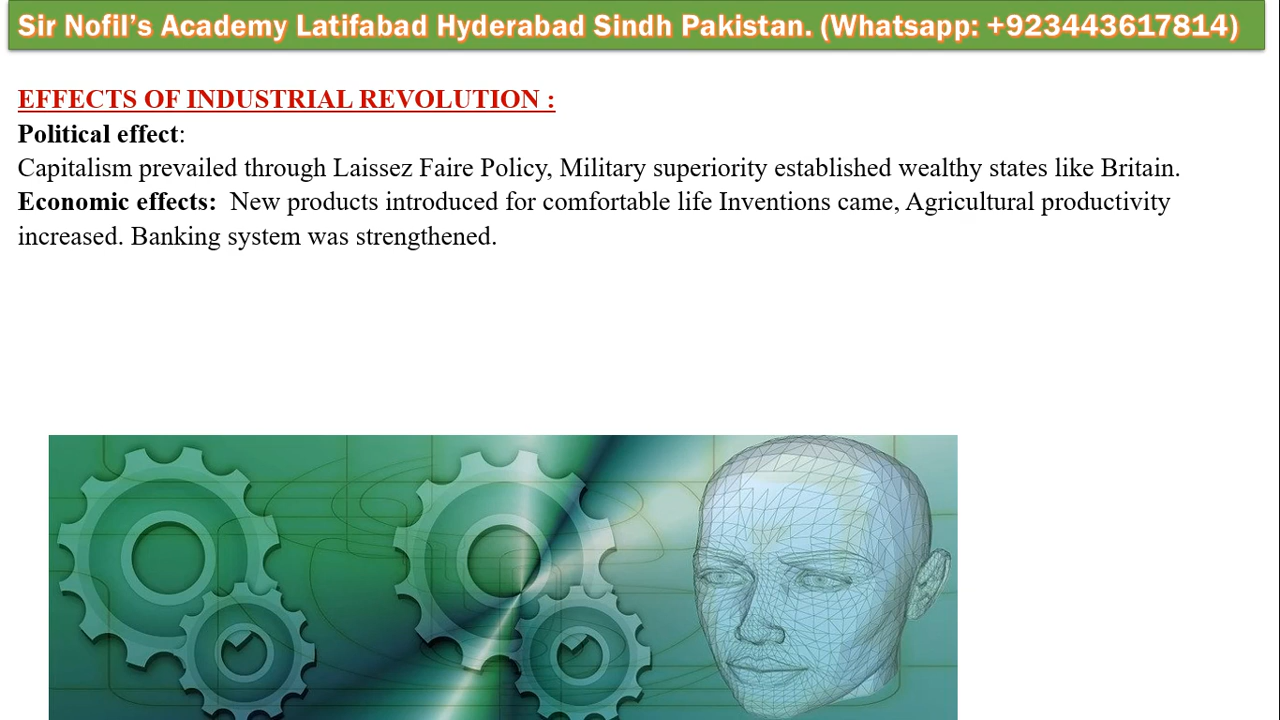 Sir Nofil’s Academy Latifabad Hyderabad Sindh Pakistan. (Whatsapp: +923443617814)
EFFECTS OF INDUSTRIAL REVOLUTION :
Political effect:
Capitalism prevailed through Laissez Faire Policy, Military superiority established wealthy states like Britain.
Economic effects:  New products introduced for comfortable life Inventions came, Agricultural productivity
increased. Banking system was strengthened.